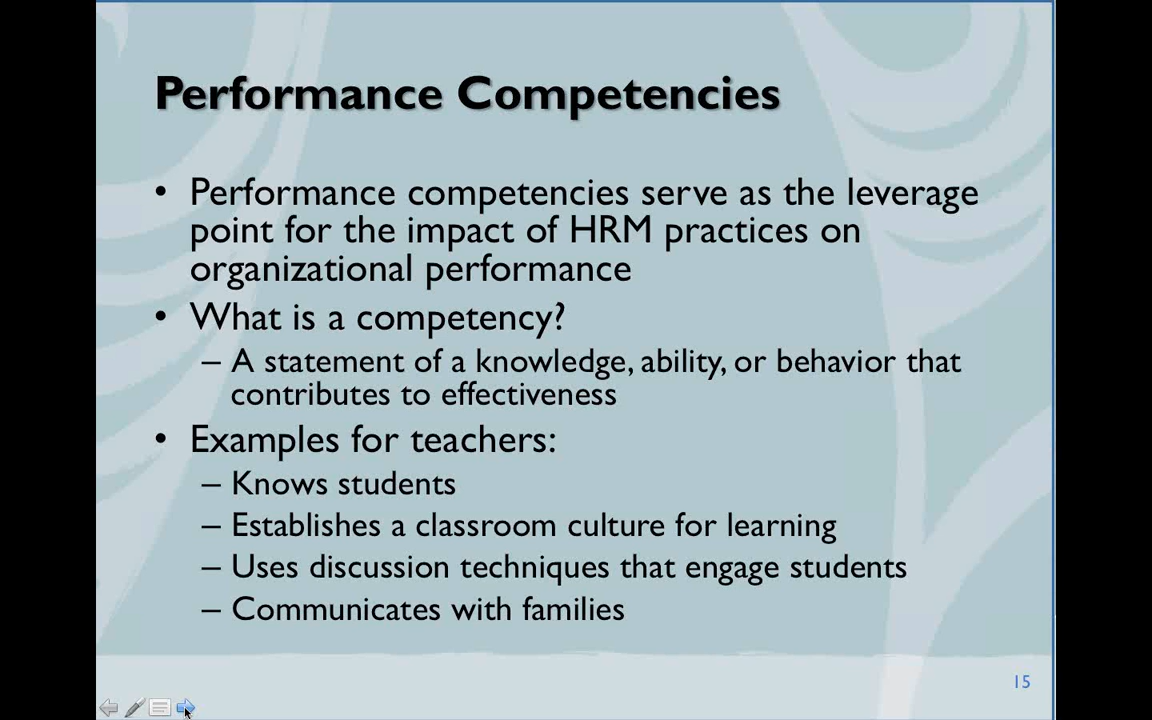 Performance Competencies
• Performance competencies serve as the leverage
point for the impact of HRM practices on
organizational performance
• What is a competency?
– A statement of a knowledge, ability, or behavior that
contributes to effectiveness
• Examples for teachers:
– Knows students
– Establishes a classroom culture for learning
– Uses discussion techniques that engage students
– Communicates with families
15